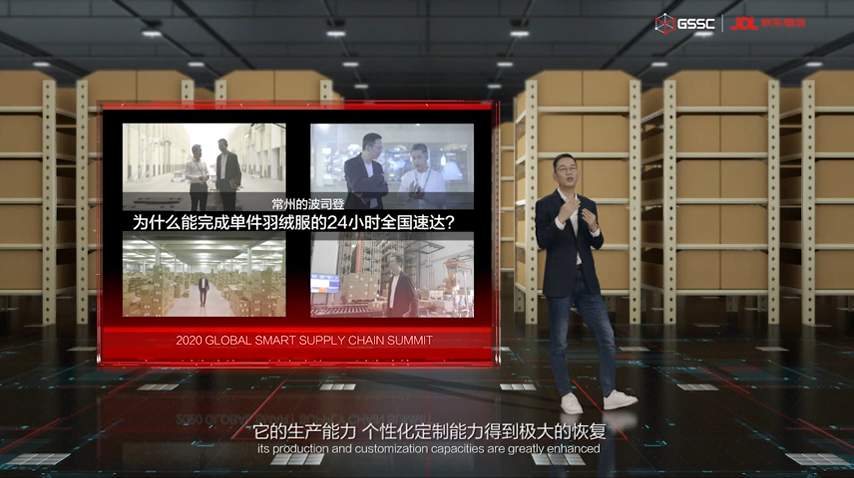 GSSC
JDL 京东物流
常州的波司登
为什么能完成单件羽绒服的24小时全国速达?
2020 GLOBAL SMART SUPPLY CHAIN SUMMIT
它的生产能力 个性化定制能力得到极大的恢复
its production and customization capacities are greatly enhanced